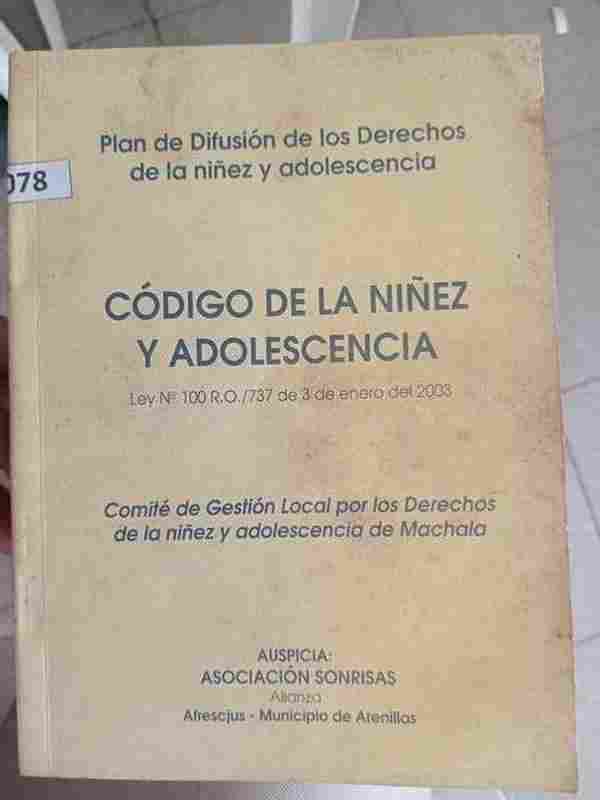 Plan de Difusión de los Derechos
de la niñez y adolescencia
078
CÓDIGO DE LA NIÑEZ
Y ADOLESCENCIA
Ley Nº 100 R.O./737 de 3 de enero del 2003
Comité de Gestión Local por los Derechos
de la niñez y adolescencia de Machala
AUSPICIA:
ASOCIACIÓN SONRISAS
Alianza
Afrescjus - Municipio de Arenillas